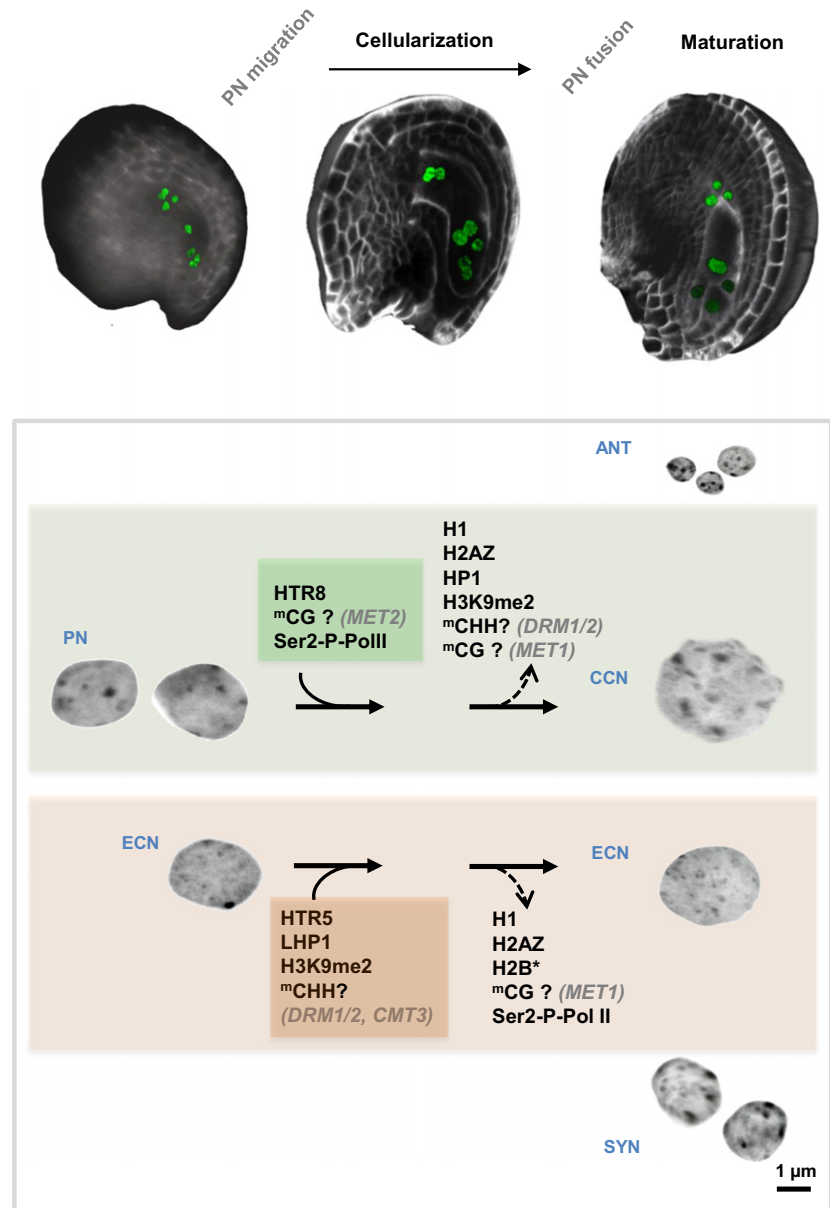 PN migration
Cellularization
PN fusion
Maturation
ANT
HTR8
mCG ? (MET2)
Ser2-P-PolII
H1
H2AZ
HP1
H3K9me2
mCHH? (DRM1/2)
mCG ? (MET1)
PN
CCN
ECN
ECN
HTR5
LHP1
H3K9me2
mCHH?
(DRM1/2, CMT3)
H1
H2AZ
H2B*
mCG ? (MET1)
Ser2-P-Pol II
SYN
1 µm